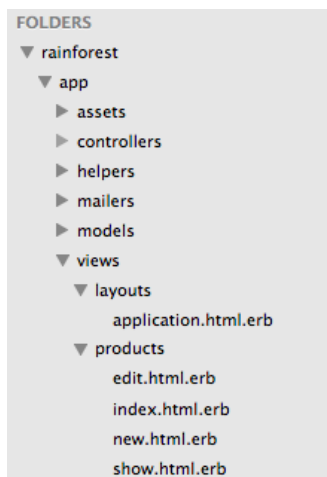 FOLDERS
rainforest
app
assets
controllers
helpers
mailers
models
views
layouts
application.html.erb
products
edit.html.erb
index.html.erb
new.html.erb
show.html.erb